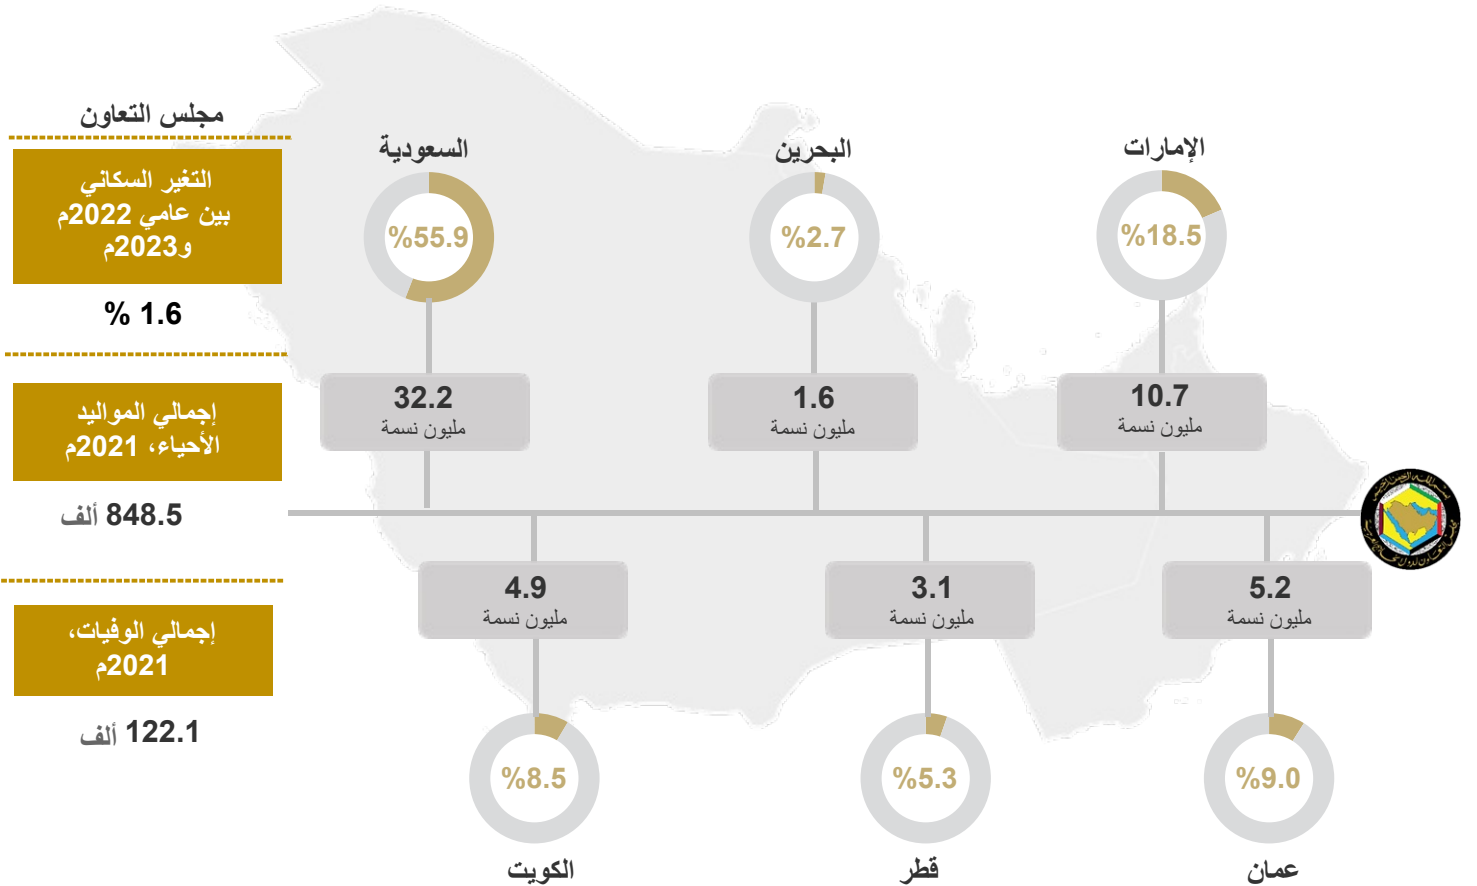 مجلس التعاون
التغير السكاني
بين عامي 2022م
و2023م
% 1.6
إجمالي المواليد
الأحياء، 2021م
848.5 ألف
إجمالي الوفيات،
2021م
122.1 ألف
الإمارات
%18.5
10.7
مليون نسمة
البحرين
%2.7
1.6
مليون نسمة
السعودية
%55.9
32.2
مليون نسمة
5.2
مليون نسمة
%9.0
عمان
3.1
مليون نسمة
%5.3
قطر
4.9
مليون نسمة
%8.5
الكويت